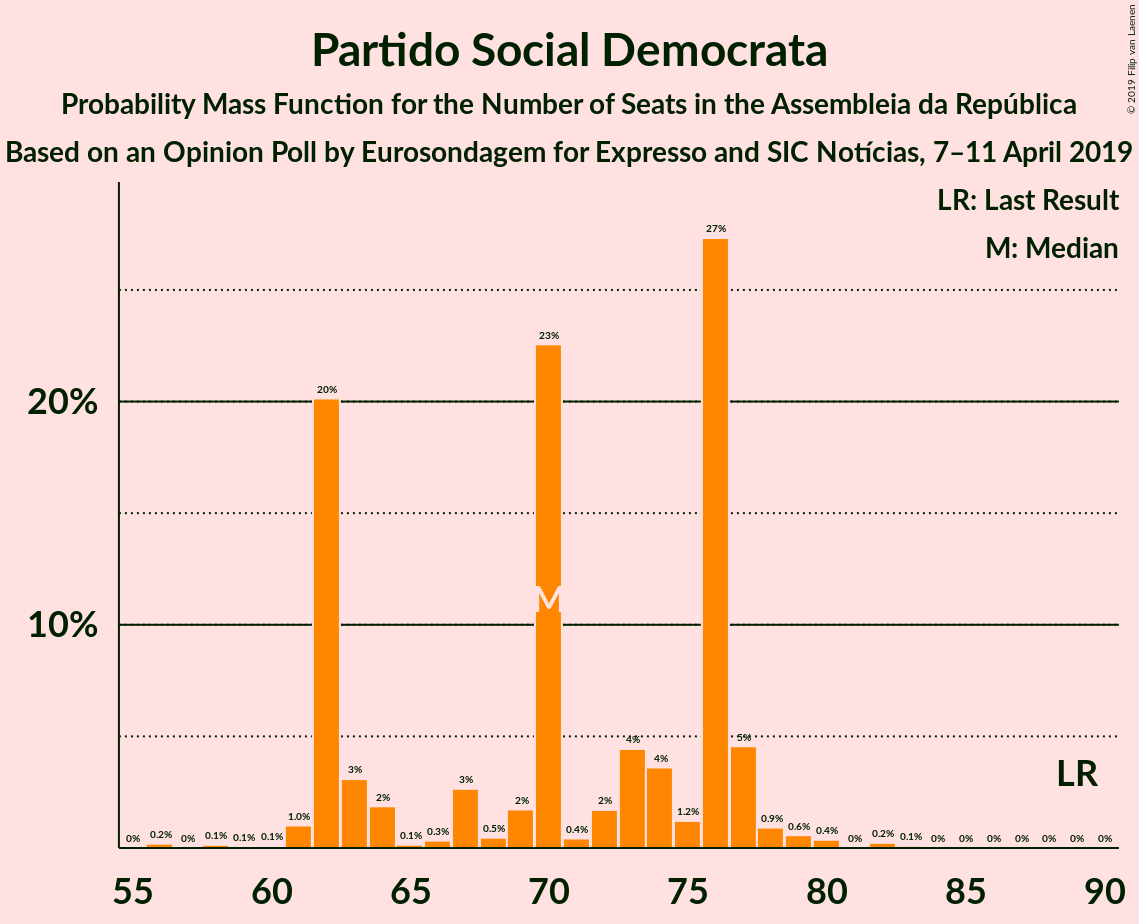 Partido Social Democrata
Probability Mass Function for the Number of Seats in the Assembleia da República
Based on an Opinion Poll by Eurosondagem for Expresso and SIC Notícias, 7–11 April 2019
© 2019 Filip van Laenen
LR: Last Result
M: Median
20%
10%
0% 0.2% 0% 0.1% 0.1% 0.1% 1.0% 20% 3% 2% 0.1% 0.3% 3% 0.5% 2% 23% 0.4% 2% 4% 4% 1.2% 27% 5% 0.9% 0.6% 0.4% 0% 0.2% 0.1% 0% 0% 0% 0% 0% 0% 0%
M
LR
55 60 65 70 75 80 85 90